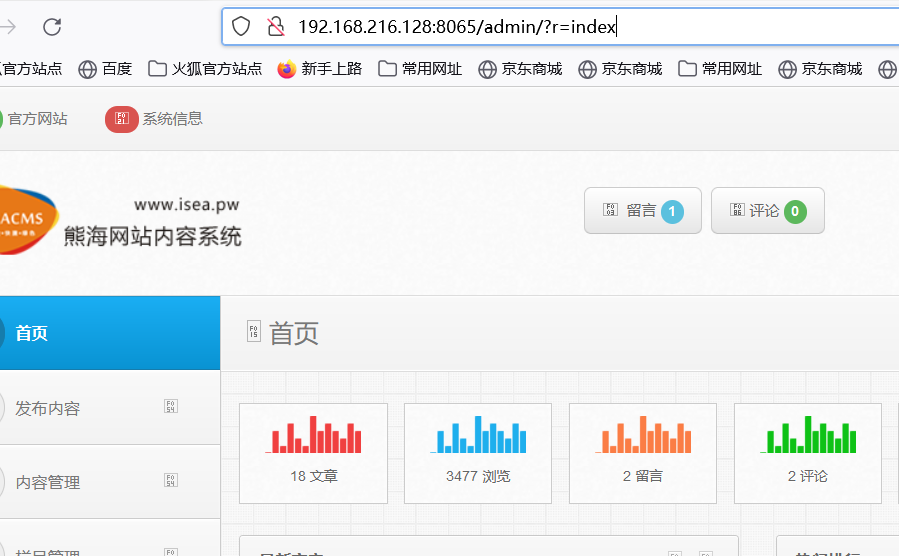 192.168.216.128:8065/admin/?r=index
官方站点 百度 火狐官方站点 新手上路 常用网址 京东商城 京东商城 常用网址 京东商城
官方网站 系统信息
www.isea.pw
ACMS
熊海网站内容系统
留言 1 评论 0
首页
首页
发布内容
内容管理
栏目管理
18 文章 3477 浏览 2 留言 2 评论